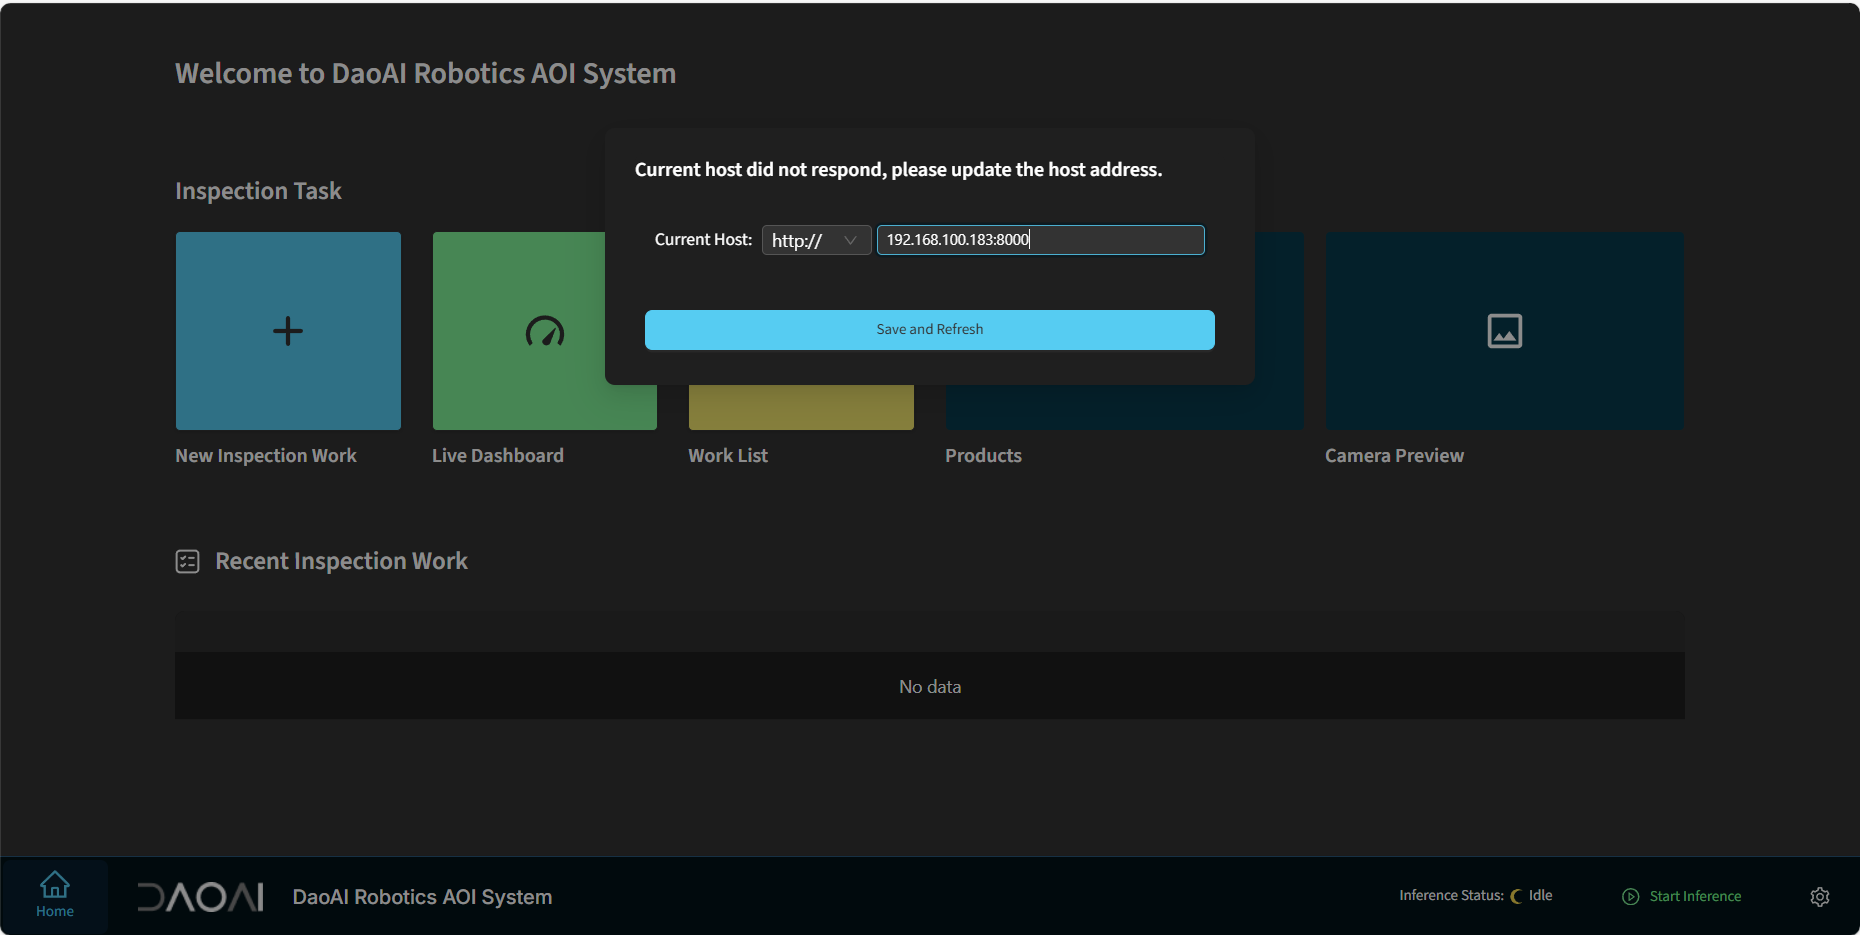 Welcome to DaoAI Robotics AOI System
Current host did not respond, please update the host address.
Inspection Task
Current Host: http:// 192.168.100.183:8000
Save and Refresh
New Inspection Work
Live Dashboard
Work List
Products
Camera Preview
Recent Inspection Work
No data
Home
DAOAI
DaoAI Robotics AOI System
Inference Status: Idle
Start Inference